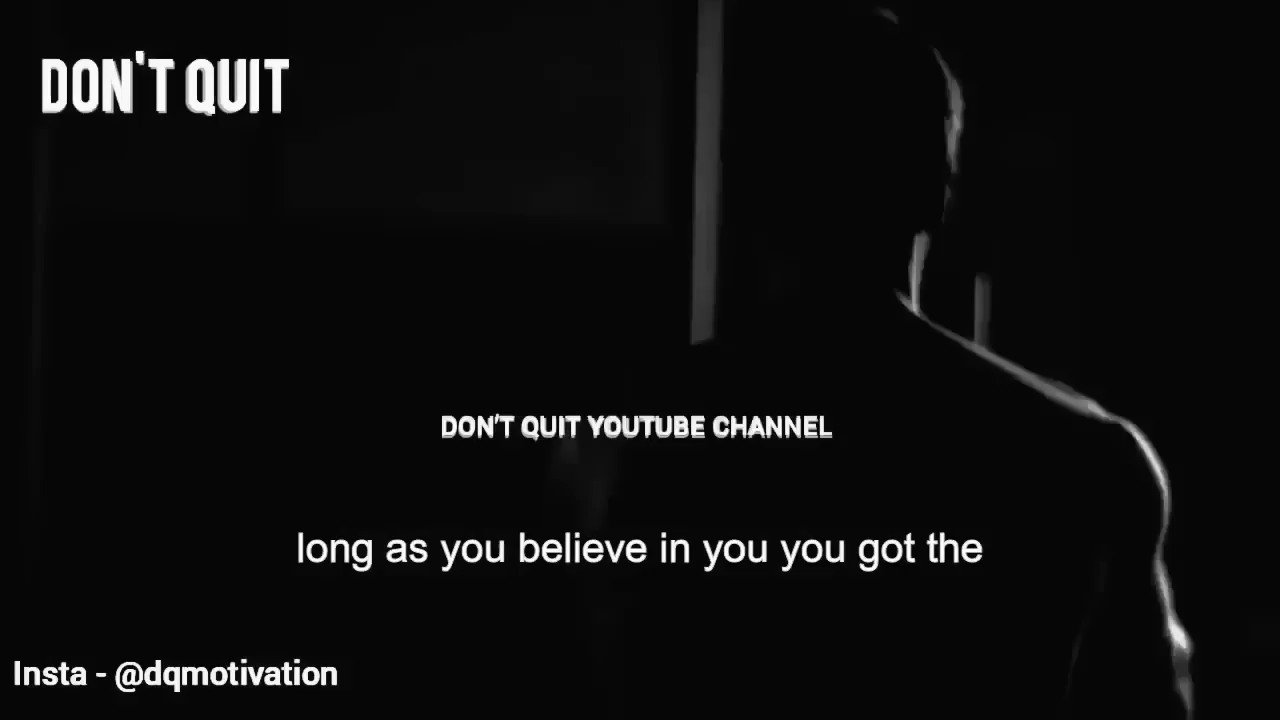 DON'T QUIT
DON'T QUIT YOUTUBE CHANNEL
long as you believe in you you got the
Insta - @dqmotivation